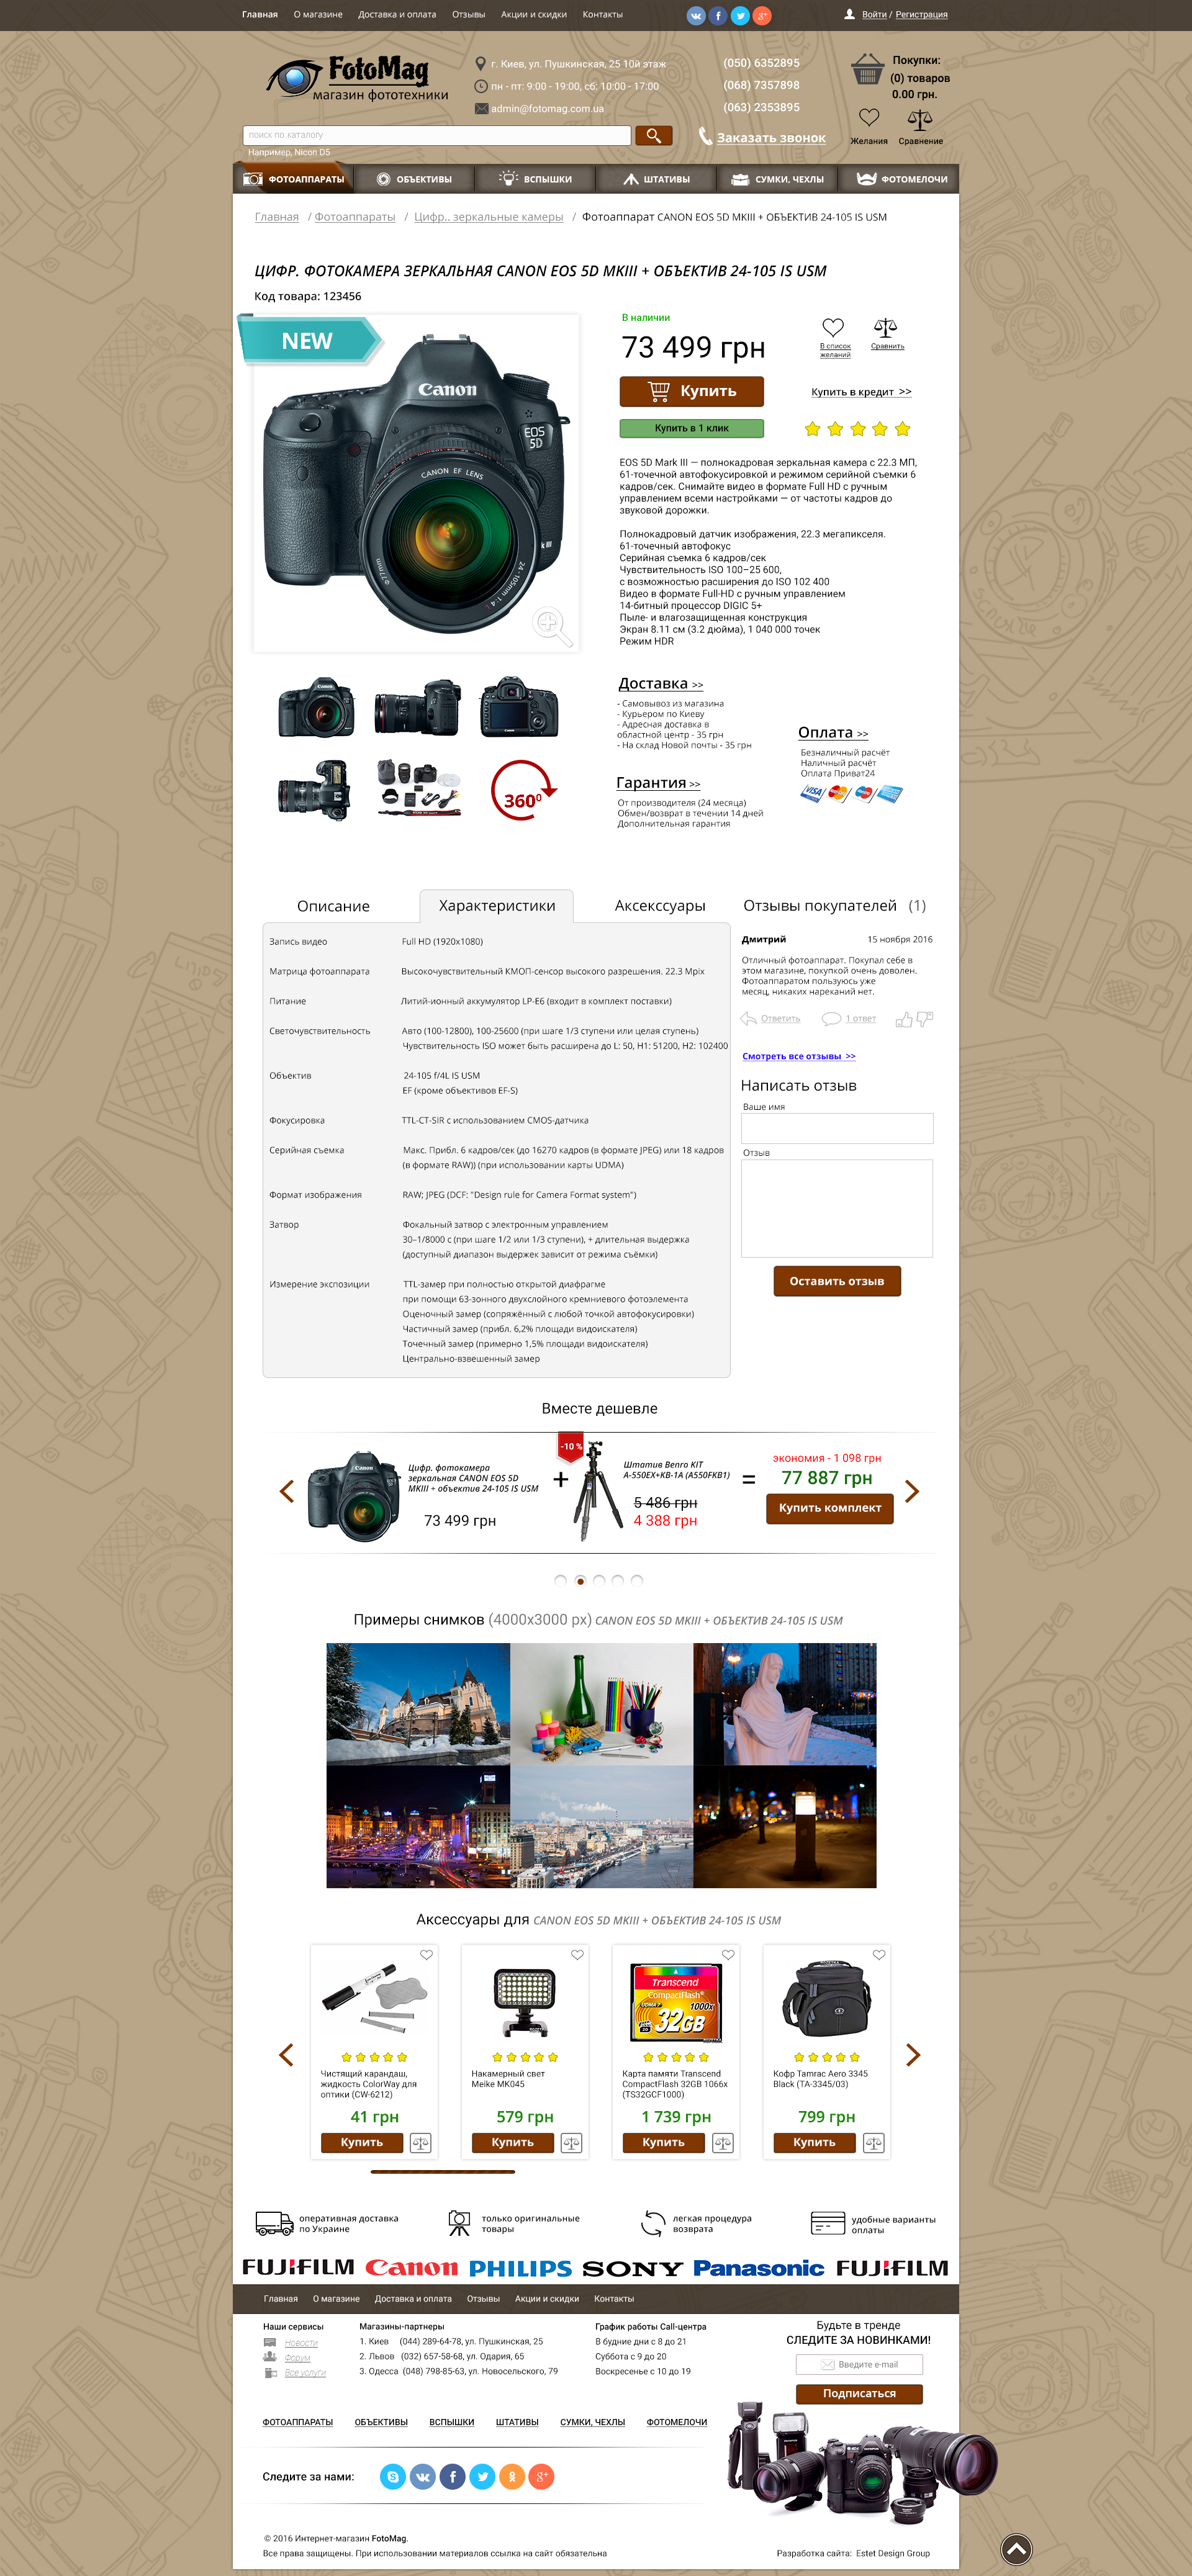 Главная О магазине Доставка и оплата Отзывы Акции и скидки Контакты
Войти / Регистрация
FotoMag
магазин фототехники
г. Киев, ул. Пушкинская, 25 10й этаж
пн - пт: 9:00 - 19:00, сб: 10:00 - 17:00
admin@fotomag.com.ua
(050) 6352895
(068) 7357898
(063) 2353895
Заказать звонок
Покупки:
(0) товаров
0.00 грн.
Желания Сравнение
поиск по каталогу
Например, Nicon D5
ФОТОАППАРАТЫ ОБЪЕКТИВЫ ВСПЫШКИ ШТАТИВЫ СУМКИ, ЧЕХЛЫ ФОТОМЕЛОЧИ
Главная / Фотоаппараты / Цифр.. зеркальные камеры / Фотоаппарат CANON EOS 5D MKIII + ОБЪЕКТИВ 24-105 IS USM
ЦИФР. ФОТОКАМЕРА ЗЕРКАЛЬНАЯ CANON EOS 5D MKIII + ОБЪЕКТИВ 24-105 IS USM
Код товара: 123456
NEW
Canon
EOS
5D
CANON EF LENS
В наличии
73 499 грн
В список
желаний
Сравнить
Купить
Купить в кредит >>
Купить в 1 клик
EOS 5D Mark III — полнокадровая зеркальная камера с 22.3 МП,
61-точечной автофокусировкой и режимом серийной съемки 6
кадров/сек. Снимайте видео в формате Full HD с ручным
управлением всеми настройками — от частоты кадров до
звуковой дорожки.
Полнокадровый датчик изображения, 22.3 мегапикселя.
61-точечный автофокус
Серийная съемка 6 кадров/сек
Чувствительность ISO 100–25 600,
с возможностью расширения до ISO 102 400
Видео в формате Full-HD с ручным управлением
14-битный процессор DIGIC 5+
Пыле- и влагозащищенная конструкция
Экран 8.11 см (3.2 дюйма), 1 040 000 точек
Режим HDR
360⁰
Доставка >>
- Самовывоз из магазина
- Курьером по Киеву
- Адресная доставка в
областной центр - 35 грн
- На склад Новой почты - 35 грн
Оплата >>
Безналичный расчёт
Наличный расчёт
Оплата Приват24
VISA
Гарантия >>
От производителя (24 месяца)
Обмен/возврат в течении 14 дней
Дополнительная гарантия
Описание Характеристики Аксекссуары Отзывы покупателей (1)
Запись видео Full HD (1920x1080)
Матрица фотоаппарата Высокочувствительный КМОП-сенсор высокого разрешения. 22.3 Mpix
Питание Литий-ионный аккумулятор LP-E6 (входит в комплект поставки)
Светочувствительность Авто (100-12800), 100-25600 (при шаге 1/3 ступени или целая ступень)
Чувствительность ISO может быть расширена до L: 50, H1: 51200, H2: 102400
Объектив 24-105 f/4L IS USM
EF (кроме объективов EF-S)
Фокусировка TTL-CT-SIR с использованием CMOS-датчика
Серийная съемка Макс. Прибл. 6 кадров/сек (до 16270 кадров (в формате JPEG) или 18 кадров
(в формате RAW)) (при использовании карты UDMA)
Формат изображения RAW; JPEG (DCF: "Design rule for Camera Format system")
Затвор Фокальный затвор с электронным управлением
30–1/8000 с (при шаге 1/2 или 1/3 ступени), + длительная выдержка
(доступный диапазон выдержек зависит от режима съёмки)
Измерение экспозиции TTL-замер при полностью открытой диафрагме
при помощи 63-зонного двухслойного кремниевого фотоэлемента
Оценочный замер (сопряжённый с любой точкой автофокусировки)
Частичный замер (прибл. 6,2% площади видоискателя)
Точечный замер (примерно 1,5% площади видоискателя)
Центрально-взвешенный замер
Дмитрий 15 ноября 2016
Отличный фотоаппарат. Покупал себе в
этом магазине, покупкой очень доволен.
Фотоаппаратом пользуюсь уже
месяц, никаких нареканий нет.
Ответить 1 ответ
Смотреть все отзывы >>
Написать отзыв
Ваше имя
Отзыв
Оставить отзыв
Вместе дешевле
Цифр. фотокамера
зеркальная CANON EOS 5D
MKIII + объектив 24-105 IS USM
73 499 грн
+
-10 %
Штатив Benro KIT
A-550EX+KB-1A (A550FKB1)
5 486 грн
4 388 грн
=
экономия - 1 098 грн
77 887 грн
Купить комплект
Примеры снимков (4000x3000 px) CANON EOS 5D MKIII + ОБЪЕКТИВ 24-105 IS USM
Аксессуары для CANON EOS 5D MKIII + ОБЪЕКТИВ 24-105 IS USM
Чистящий карандаш,
жидкость ColorWay для
оптики (CW-6212)
41 грн
Купить
Накамерный свет
Meike MK045
579 грн
Купить
Transcend
CompactFlash
1000x
32GB
Карта памяти Transcend
CompactFlash 32GB 1066x
(TS32GCF1000)
1 739 грн
Купить
Кофр Tamrac Aero 3345
Black (TA-3345/03)
799 грн
Купить
оперативная доставка
по Украине
только оригинальные
товары
легкая процедура
возврата
удобные варианты
оплаты
FUJIFILM Canon PHILIPS SONY Panasonic FUJIFILM
Главная О магазине Доставка и оплата Отзывы Акции и скидки Контакты
Наши сервисы
Новости
Форум
Все услуги
Магазины-партнеры
1. Киев (044) 289-64-78, ул. Пушкинская, 25
2. Львов (032) 657-58-68, ул. Одария, 65
3. Одесса (048) 798-85-63, ул. Новосельского, 79
График работы Call-центра
В будние дни с 8 до 21
Суббота с 9 до 20
Воскресенье с 10 до 19
Будьте в тренде
СЛЕДИТЕ ЗА НОВИНКАМИ!
Введите e-mail
Подписаться
ФОТОАППАРАТЫ ОБЪЕКТИВЫ ВСПЫШКИ ШТАТИВЫ СУМКИ, ЧЕХЛЫ ФОТОМЕЛОЧИ
Следите за нами:
© 2016 Интернет-магазин FotoMag.
Все права защищены. При использовании материалов ссылка на сайт обязательна
Разработка сайта: Estet Design Group